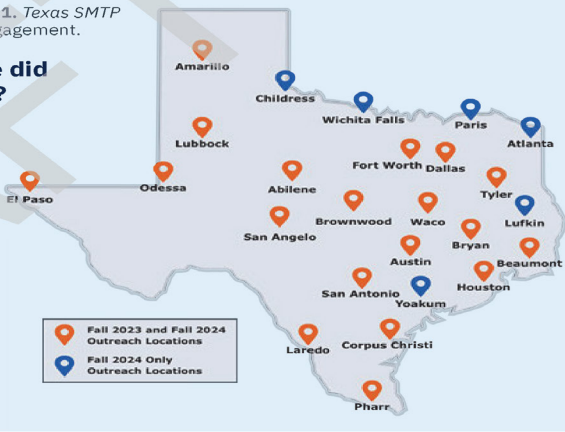 1. Texas SMTP
gagement.
e did
?
Amarillo
Childress
Wichita Falls
Paris
Atlanta
Lubbock
Fort Worth
Dallas
Odessa
Abilene
Tyler
El Paso
Brownwood
Waco
Lufkin
San Angelo
Bryan
Austin
Beaumont
San Antonio
Houston
Yoakum
Laredo
Corpus Christi
Pharr
Fall 2023 and Fall 2024
Outreach Locations
Fall 2024 Only
Outreach Locations